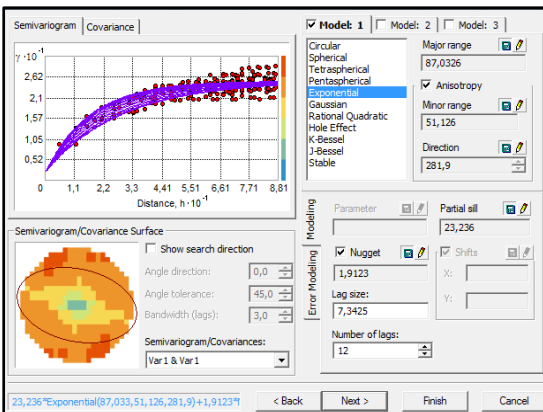 Semivariogram
Covariance
γ ·10⁻¹
2,62
2,1
1,57
1,05
0,52
0 1,1 2,2 3,3 4,41 5,51 6,61 7,71 8,81
Distance, h ·10⁻¹
Semivariogram/Covariance Surface
Show search direction
Angle direction: 0,0
Angle tolerance: 45,0
Bandwidth (lags): 3,0
Semivariogram/Covariances:
Var1 & Var1
Model: 1 Model: 2 Model: 3
Circular
Spherical
Tetraspherical
Pentaspherical
Exponential
Gaussian
Rational Quadratic
Hole Effect
K-Bessel
J-Bessel
Stable
Major range
87,0326
Anisotropy
Minor range
51,126
Direction
281,9
Modeling
Error Modeling
Parameter
Partial sill
23,236
Nugget
1,9123
Shifts
X:
Y:
Lag size:
7,3425
Number of lags:
12
23,236*Exponential(87,033,51,126,281,9)+1,9123*
< Back
Next >
Finish
Cancel